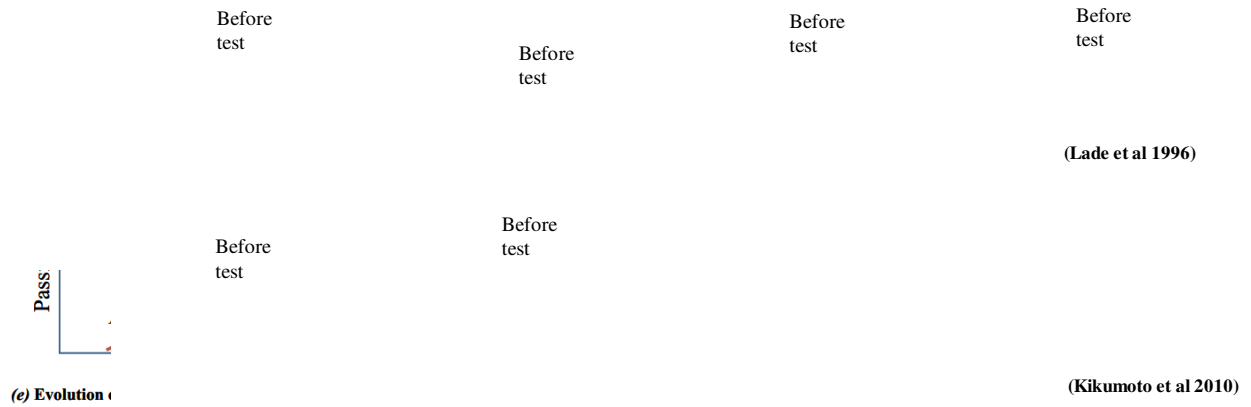 Before
test
Before
test
Before
test
Before
test
(Lade et al 1996)
Before
test
Before
test
Pass
(e) Evolution
(Kikumoto et al 2010)